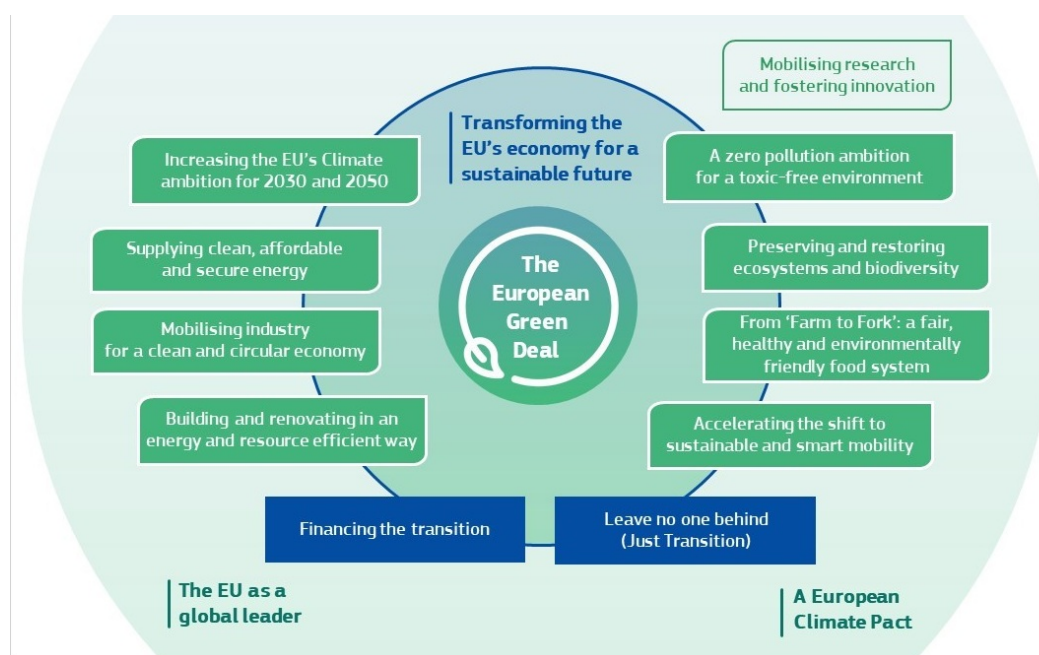 Mobilising research
and fostering innovation
Transforming the
EU's economy for a
sustainable future
Increasing the EU's Climate
ambition for 2030 and 2050
Supplying clean, affordable
and secure energy
Mobilising industry
for a clean and circular economy
Building and renovating in an
energy and resource efficient way
The
European
Green
Deal
A zero pollution ambition
for a toxic-free environment
Preserving and restoring
ecosystems and biodiversity
From ‘Farm to Fork’: a fair,
healthy and environmentally
friendly food system
Accelerating the shift to
sustainable and smart mobility
Financing the transition
Leave no one behind
(Just Transition)
The EU as a
global leader
A European
Climate Pact